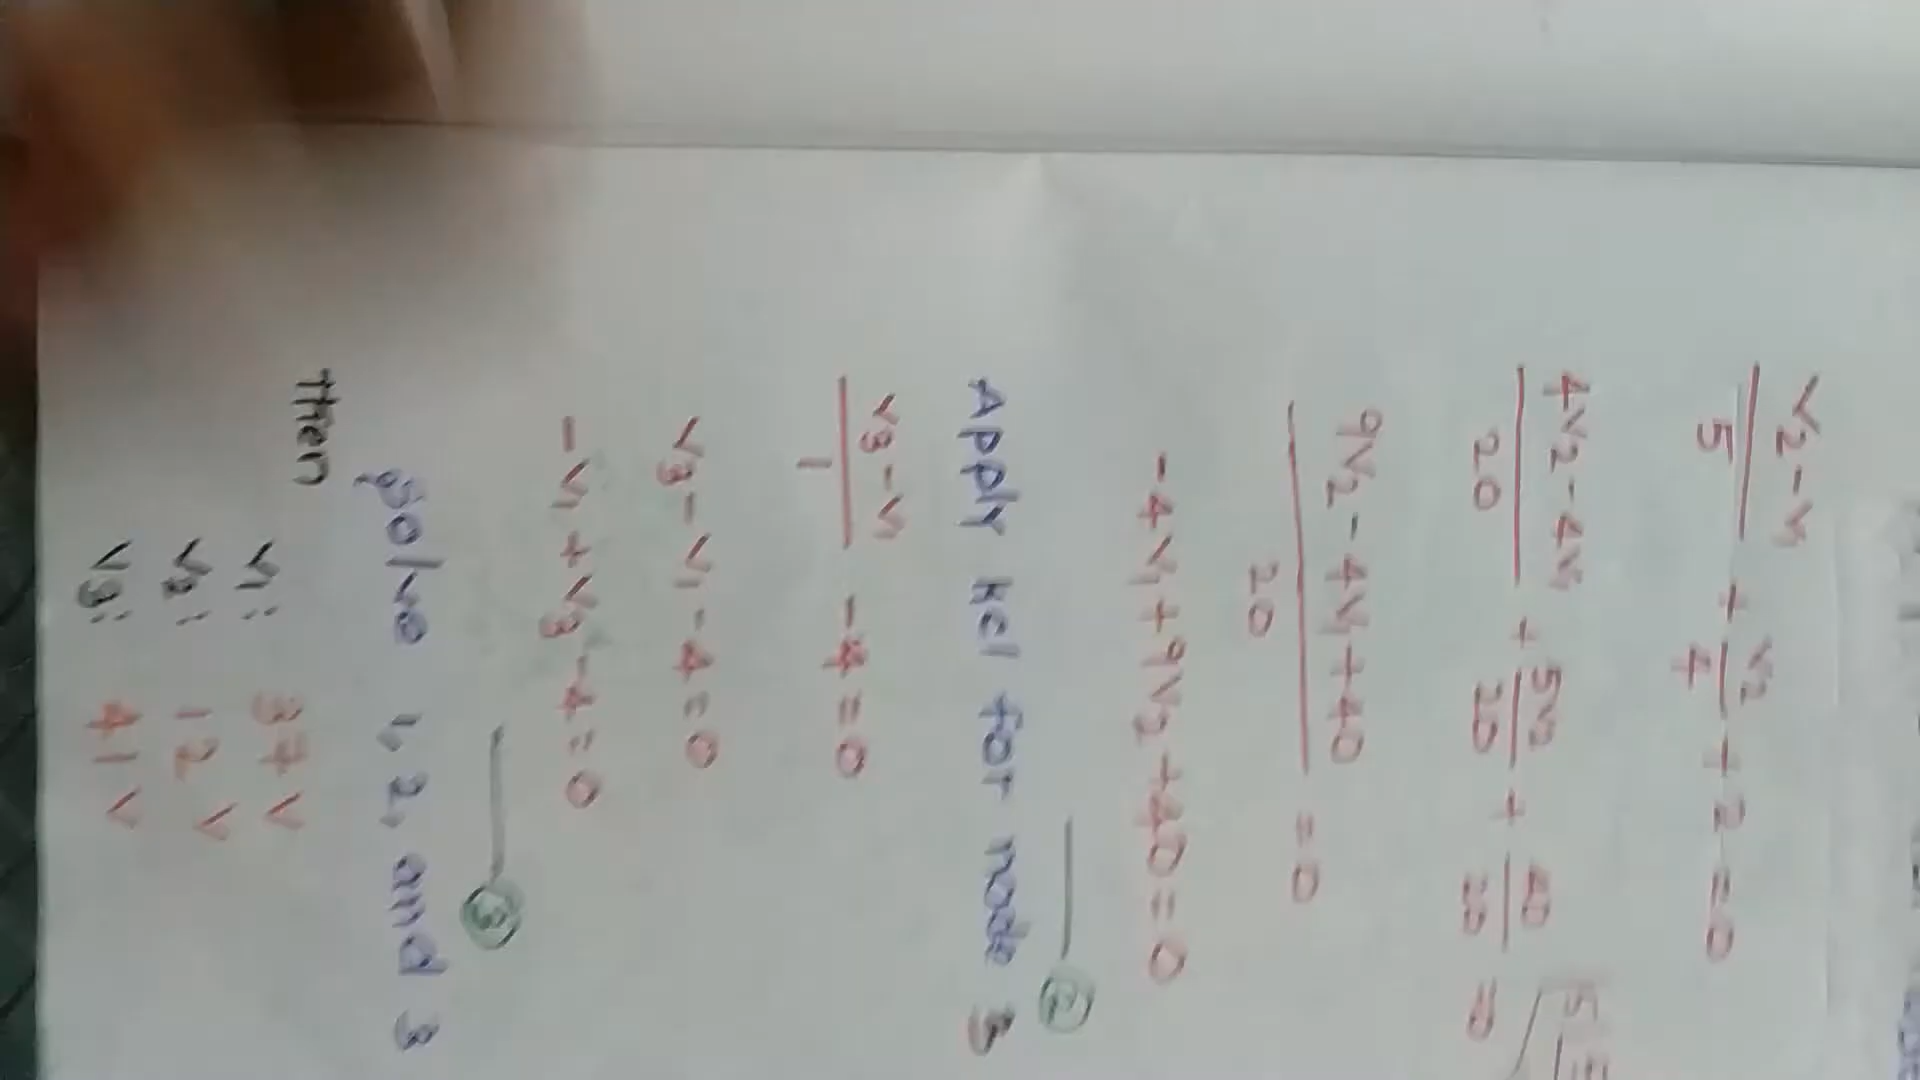 V2-V1/5 + V2/4 + 2 = 0
4V2-4V1/20 + 5V2/20 + 40/20 = 0
9V2-4V1+40/20 = 0
-4V1+9V2+40=0 — (2)
Apply kcl for node 3
V3-V1/1 -4=0
V3-V1-4=0
-V1+V3-4=0 — (3)
Solve 1, 2, and 3
then
V1: 37 V
V2: 12 V
V3: 41 V